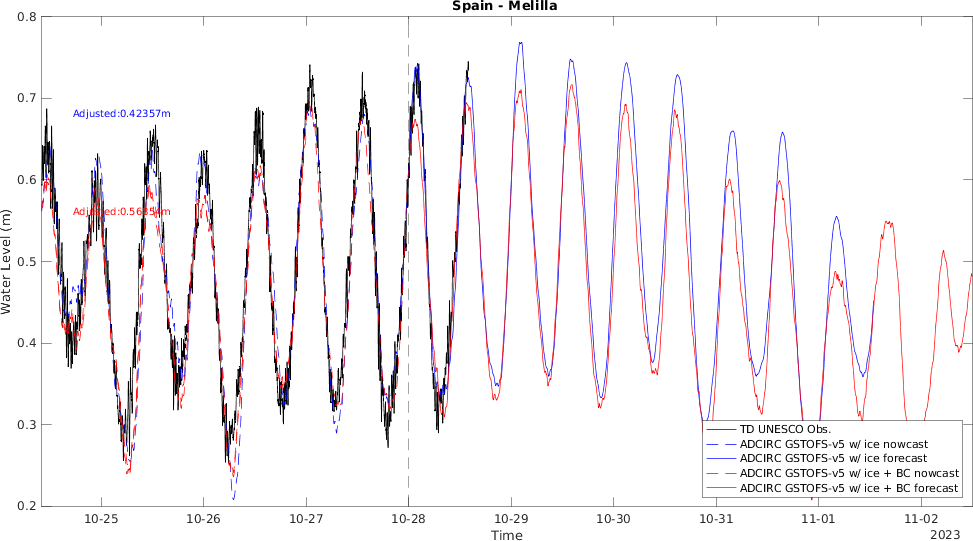 Spain - Melilla
0.8
0.7
0.6
0.5
0.4
0.3
0.2
Water Level (m)
Adjusted:0.42357m
TD UNESCO Obs.
ADCIRC GSTOFS-v5 w/ ice nowcast
ADCIRC GSTOFS-v5 w/ ice forecast
ADCIRC GSTOFS-v5 w/ ice + BC nowcast
ADCIRC GSTOFS-v5 w/ ice + BC forecast
10-25 10-26 10-27 10-28 10-29 10-30 10-31 11-01 11-02
Time
2023